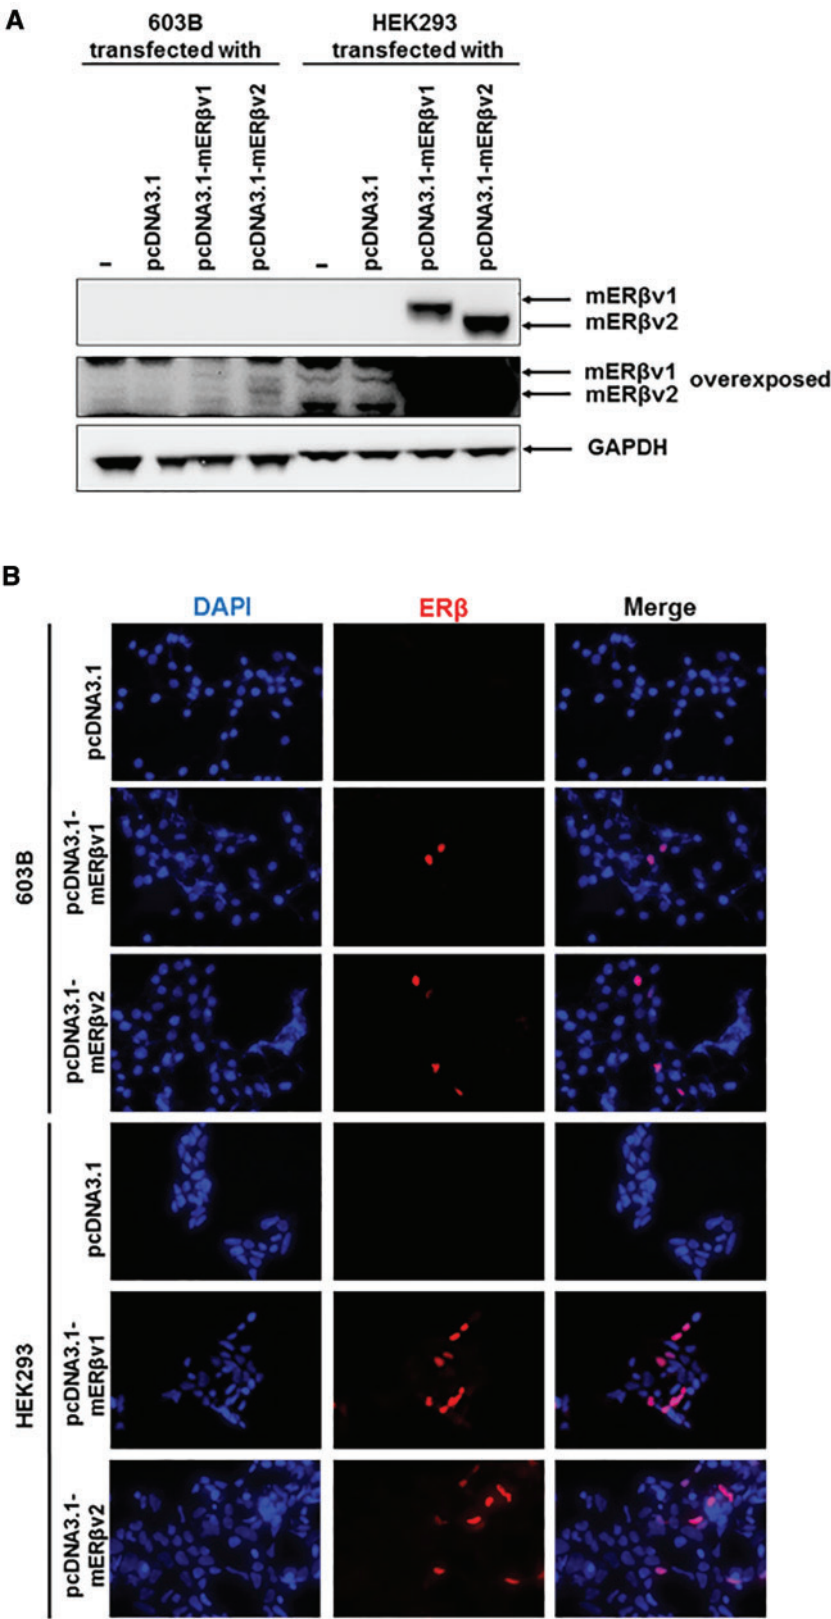 A
603B
transfected with
HEK293
transfected with
–
pcDNA3.1
pcDNA3.1-mERβv1
pcDNA3.1-mERβv2
–
pcDNA3.1
pcDNA3.1-mERβv1
pcDNA3.1-mERβv2
mERβv1
mERβv2
mERβv1
mERβv2
overexposed
GAPDH
B
DAPI
ERβ
Merge
603B
pcDNA3.1
pcDNA3.1-
mERβv1
pcDNA3.1-
mERβv2
HEK293
pcDNA3.1
pcDNA3.1-
mERβv1
pcDNA3.1-
mERβv2